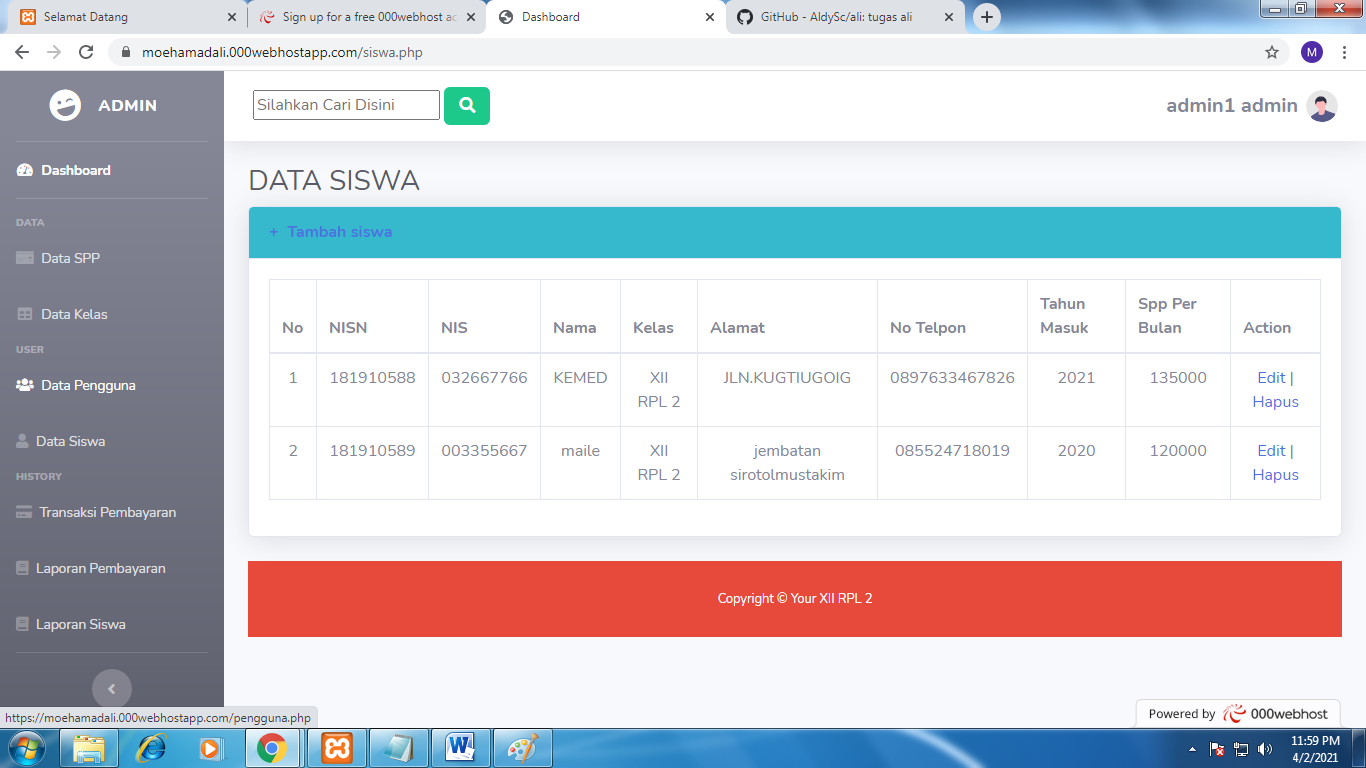 Selamat Datang
Sign up for a free 000webhost ac
Dashboard
GitHub - AldySc/ali: tugas ali
moehamadali.000webhostapp.com/siswa.php
M
ADMIN
Silahkan Cari Disini
admin1 admin
Dashboard
DATA
Data SPP
Data Kelas
USER
Data Pengguna
Data Siswa
HISTORY
Transaksi Pembayaran
Laporan Pembayaran
Laporan Siswa
DATA SISWA
+ Tambah siswa
No NISN NIS Nama Kelas Alamat No Telpon Tahun Masuk Spp Per Bulan Action
1 181910588 032667766 KEMED XII RPL 2 JLN.KUGTIUGOIG 0897633467826 2021 135000 Edit | Hapus
2 181910589 003355667 maile XII RPL 2 jembatan sirotolmustakim 085524718019 2020 120000 Edit | Hapus
Copyright © Your XII RPL 2
Powered by 000webhost
https://moehamadali.000webhostapp.com/pengguna.php
11:59 PM
4/2/2021